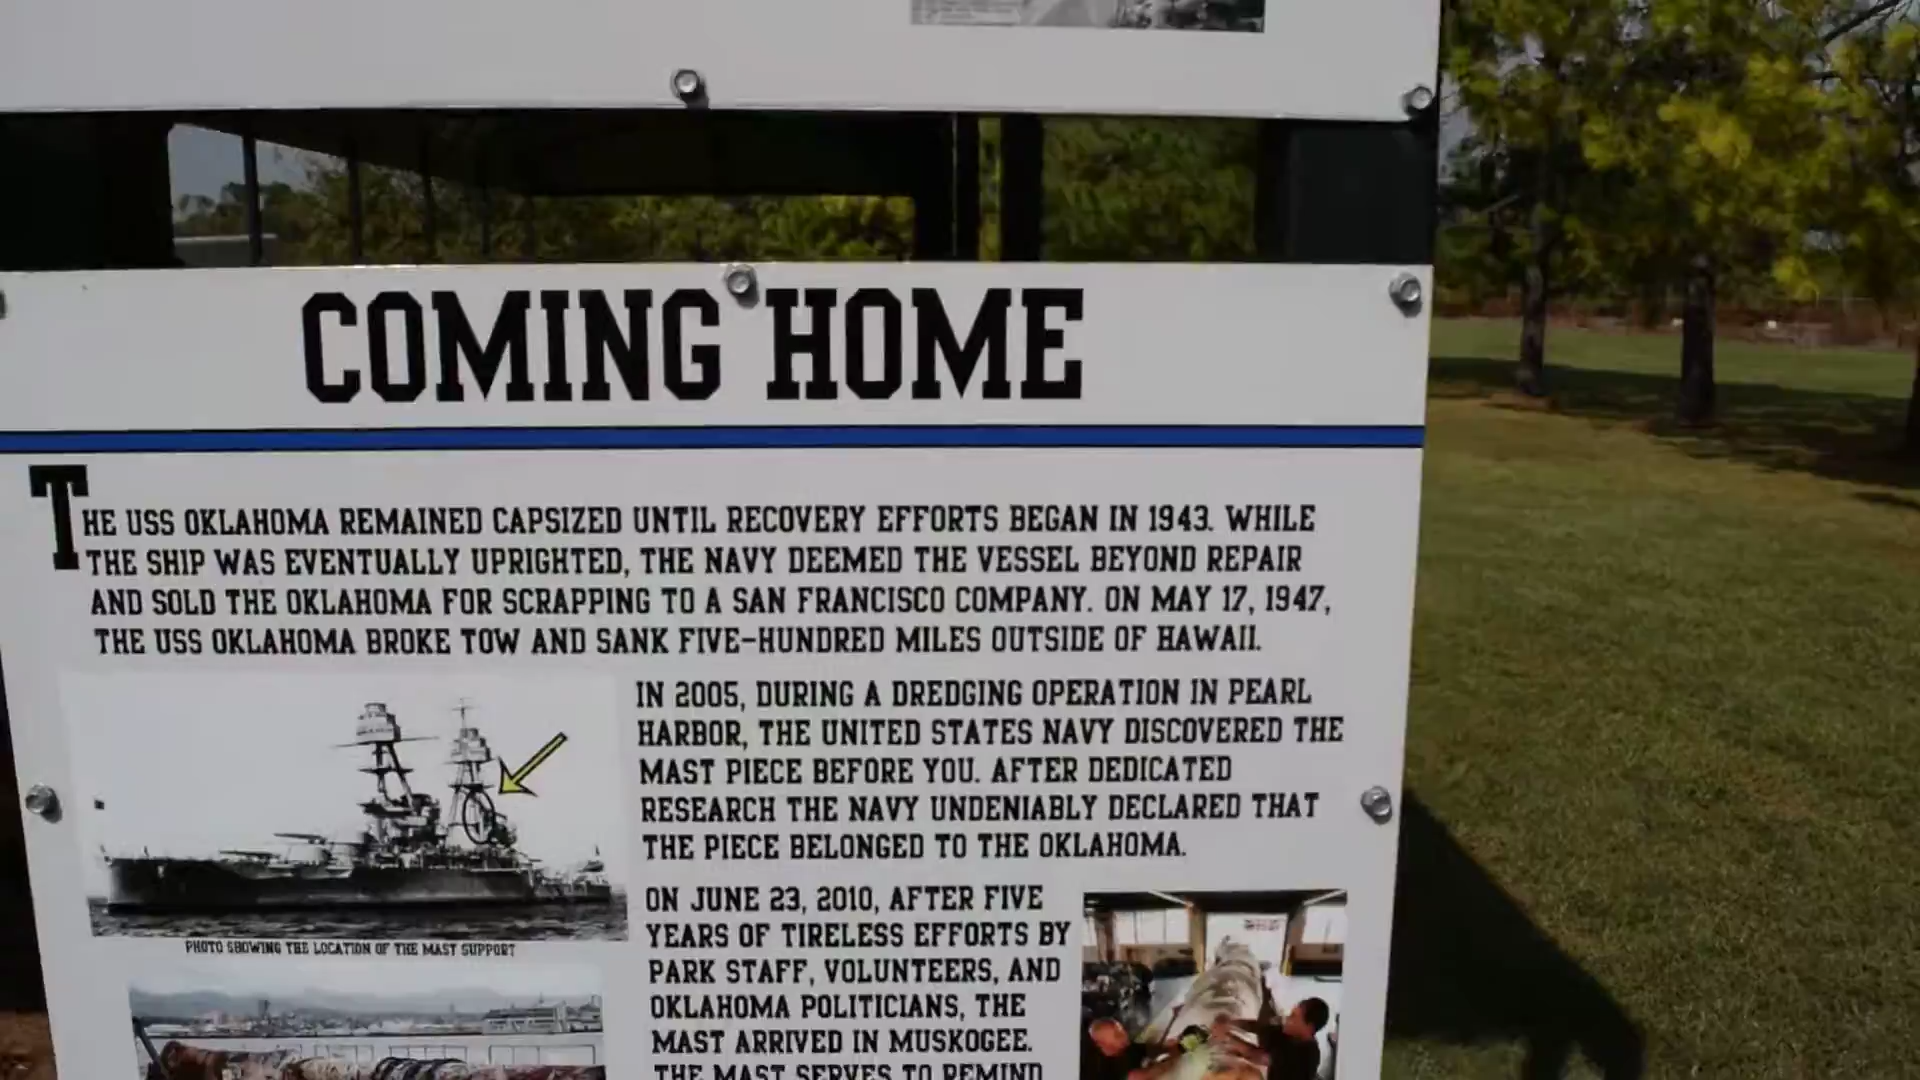 COMING HOME
THE USS OKLAHOMA REMAINED CAPSIZED UNTIL RECOVERY EFFORTS BEGAN IN 1943. WHILE
THE SHIP WAS EVENTUALLY UPRIGHTED, THE NAVY DEEMED THE VESSEL BEYOND REPAIR
AND SOLD THE OKLAHOMA FOR SCRAPPING TO A SAN FRANCISCO COMPANY. ON MAY 17, 1947,
THE USS OKLAHOMA BROKE TOW AND SANK FIVE-HUNDRED MILES OUTSIDE OF HAWAII.
IN 2005, DURING A DREDGING OPERATION IN PEARL
HARBOR, THE UNITED STATES NAVY DISCOVERED THE
MAST PIECE BEFORE YOU. AFTER DEDICATED
RESEARCH THE NAVY UNDENIABLY DECLARED THAT
THE PIECE BELONGED TO THE OKLAHOMA.
PHOTO SHOWING THE LOCATION OF THE MAST SUPPORT
ON JUNE 23, 2010, AFTER FIVE
YEARS OF TIRELESS EFFORTS BY
PARK STAFF, VOLUNTEERS, AND
OKLAHOMA POLITICIANS, THE
MAST ARRIVED IN MUSKOGEE.
THE MAST SERVES TO REMIND